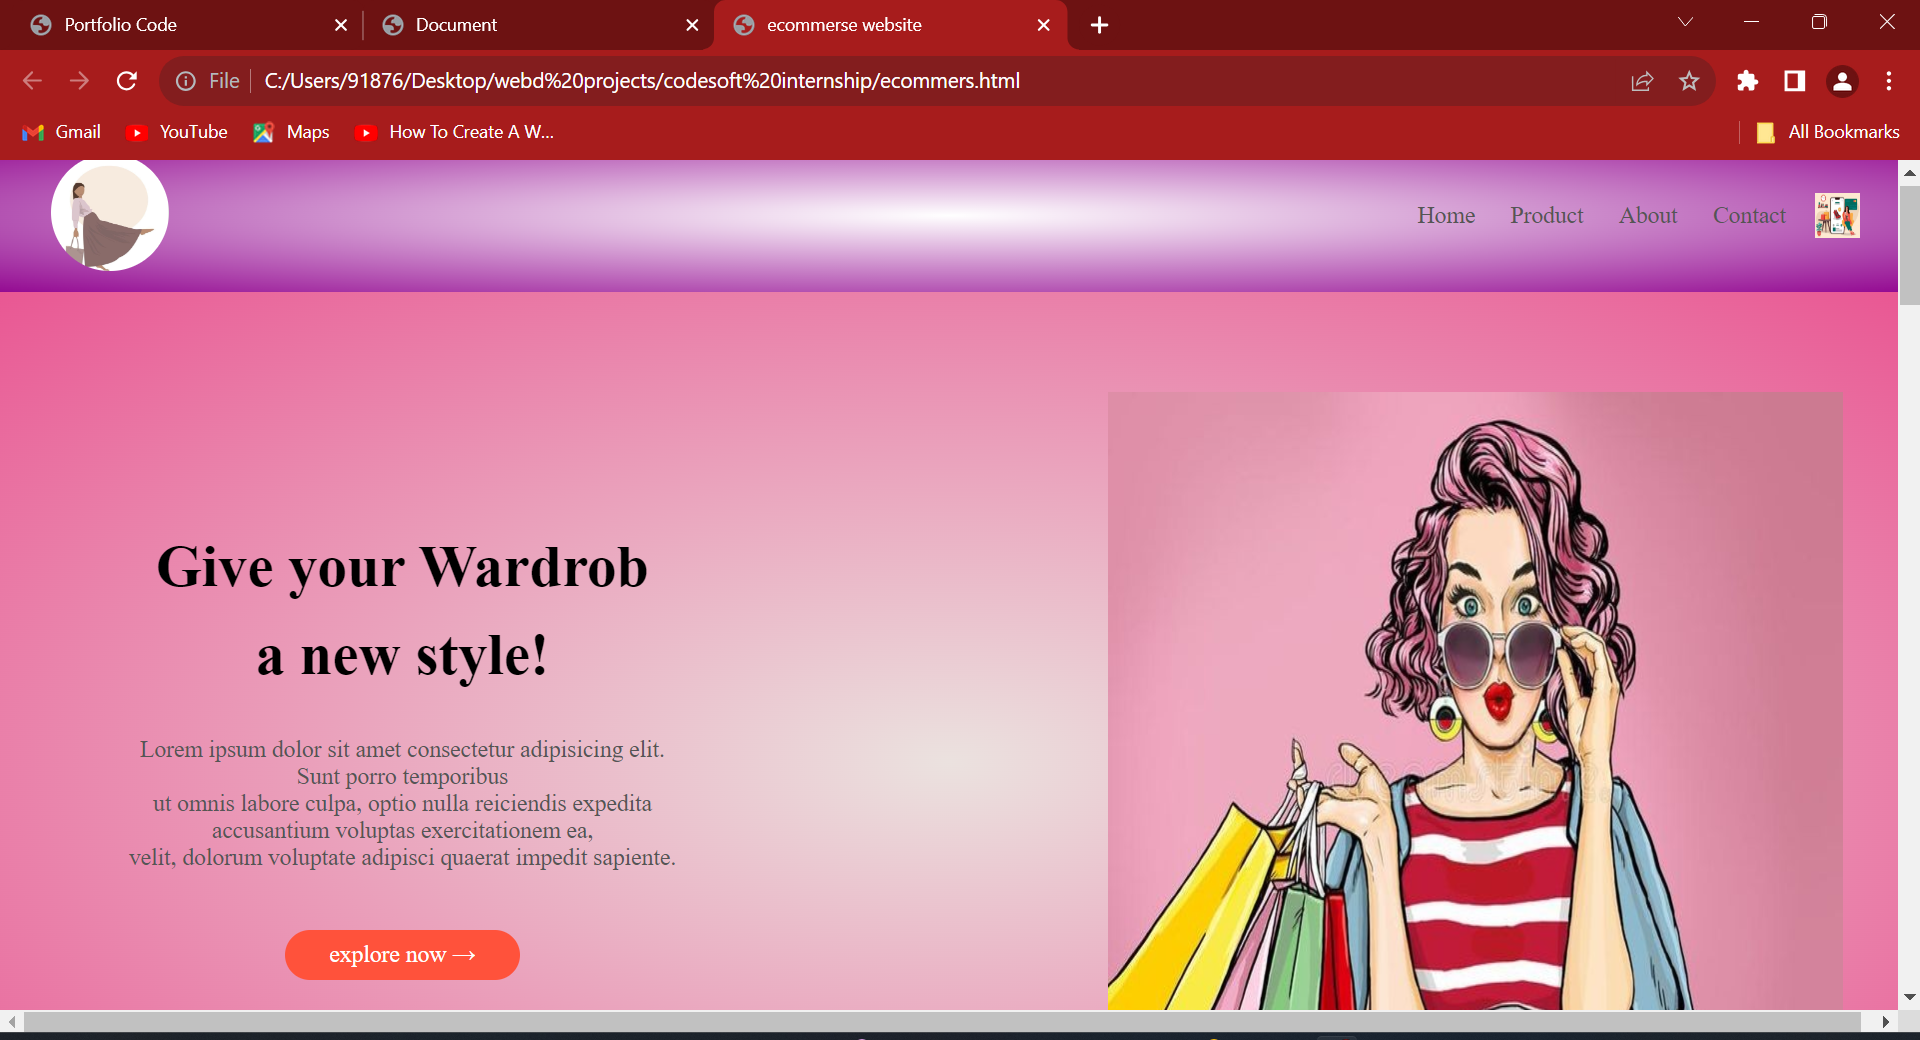 Portfolio Code
Document
ecommerse website
File
C:/Users/91876/Desktop/webd%20projects/codesoft%20internship/ecommers.html
Gmail
YouTube
Maps
How To Create A W...
All Bookmarks
Home
Product
About
Contact
Give your Wardrob
a new style!
Lorem ipsum dolor sit amet consectetur adipisicing elit.
Sunt porro temporibus
ut omnis labore culpa, optio nulla reiciendis expedita
accusantium voluptas exercitationem ea,
velit, dolorum voluptate adipisci quaerat impedit sapiente.
explore now →